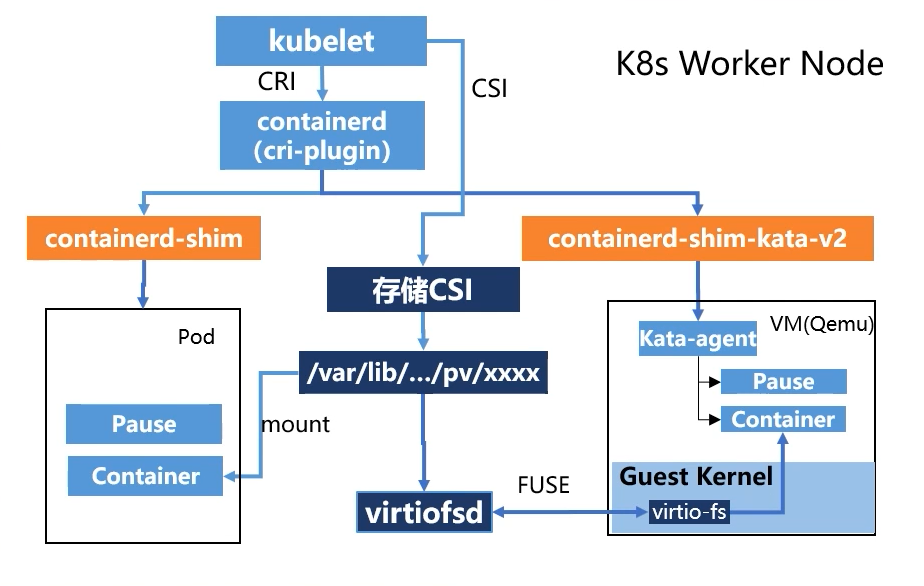 kubelet
K8s Worker Node
CRI
CSI
containerd
(cri-plugin)
containerd-shim
containerd-shim-kata-v2
存储CSI
Pod
VM(Qemu)
Kata-agent
/var/lib/.../pv/xxxx
Pause
Container
mount
Pause
Container
Guest Kernel
FUSE
virtiofsd
virtio-fs